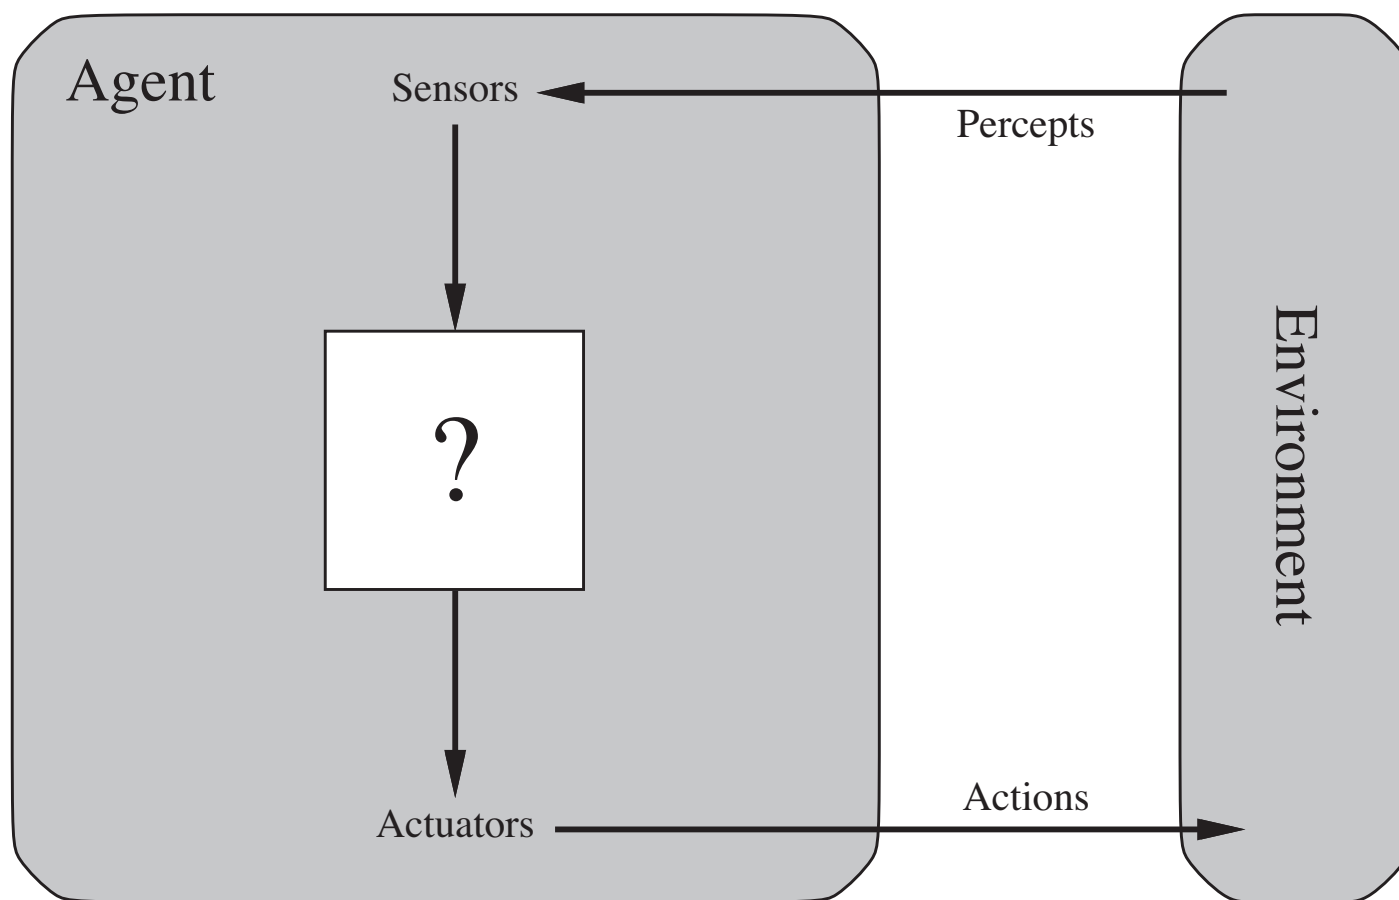 Agent
Sensors
Percepts
?
Environment
Actions
Actuators